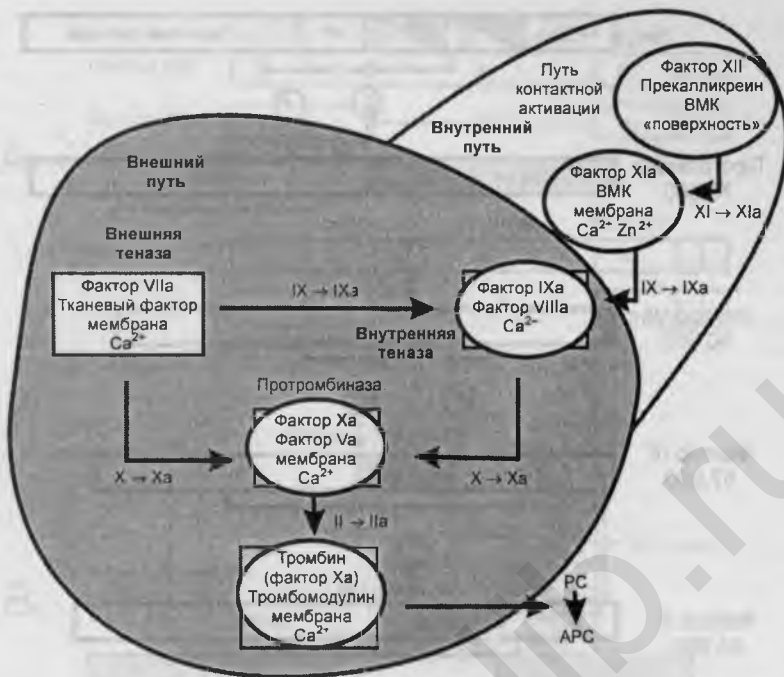 Путь
контактной
активации
Фактор XII
Прекалликреин
ВМК
«поверхность»
Внутренний
путь
Фактор XIa
ВМК
мембрана
Ca²⁺ Zn²⁺
XI → XIa
Внешний
путь
Внешняя
теназа
Фактор VIIa
Тканевый фактор
мембрана
Ca²⁺
IX → IXa
Фактор IXa
Фактор VIIIa
Ca²⁻
IX → IXa
Внутренняя
теназа
Протромбиназа
Фактор Xa
Фактор Va
мембрана
Ca²⁺
X → Xa
X → Xa
II → IIa
Тромбин
(фактор Xa)
Тромбомодулин
мембрана
Ca²⁺
PC
APC
lib.ru